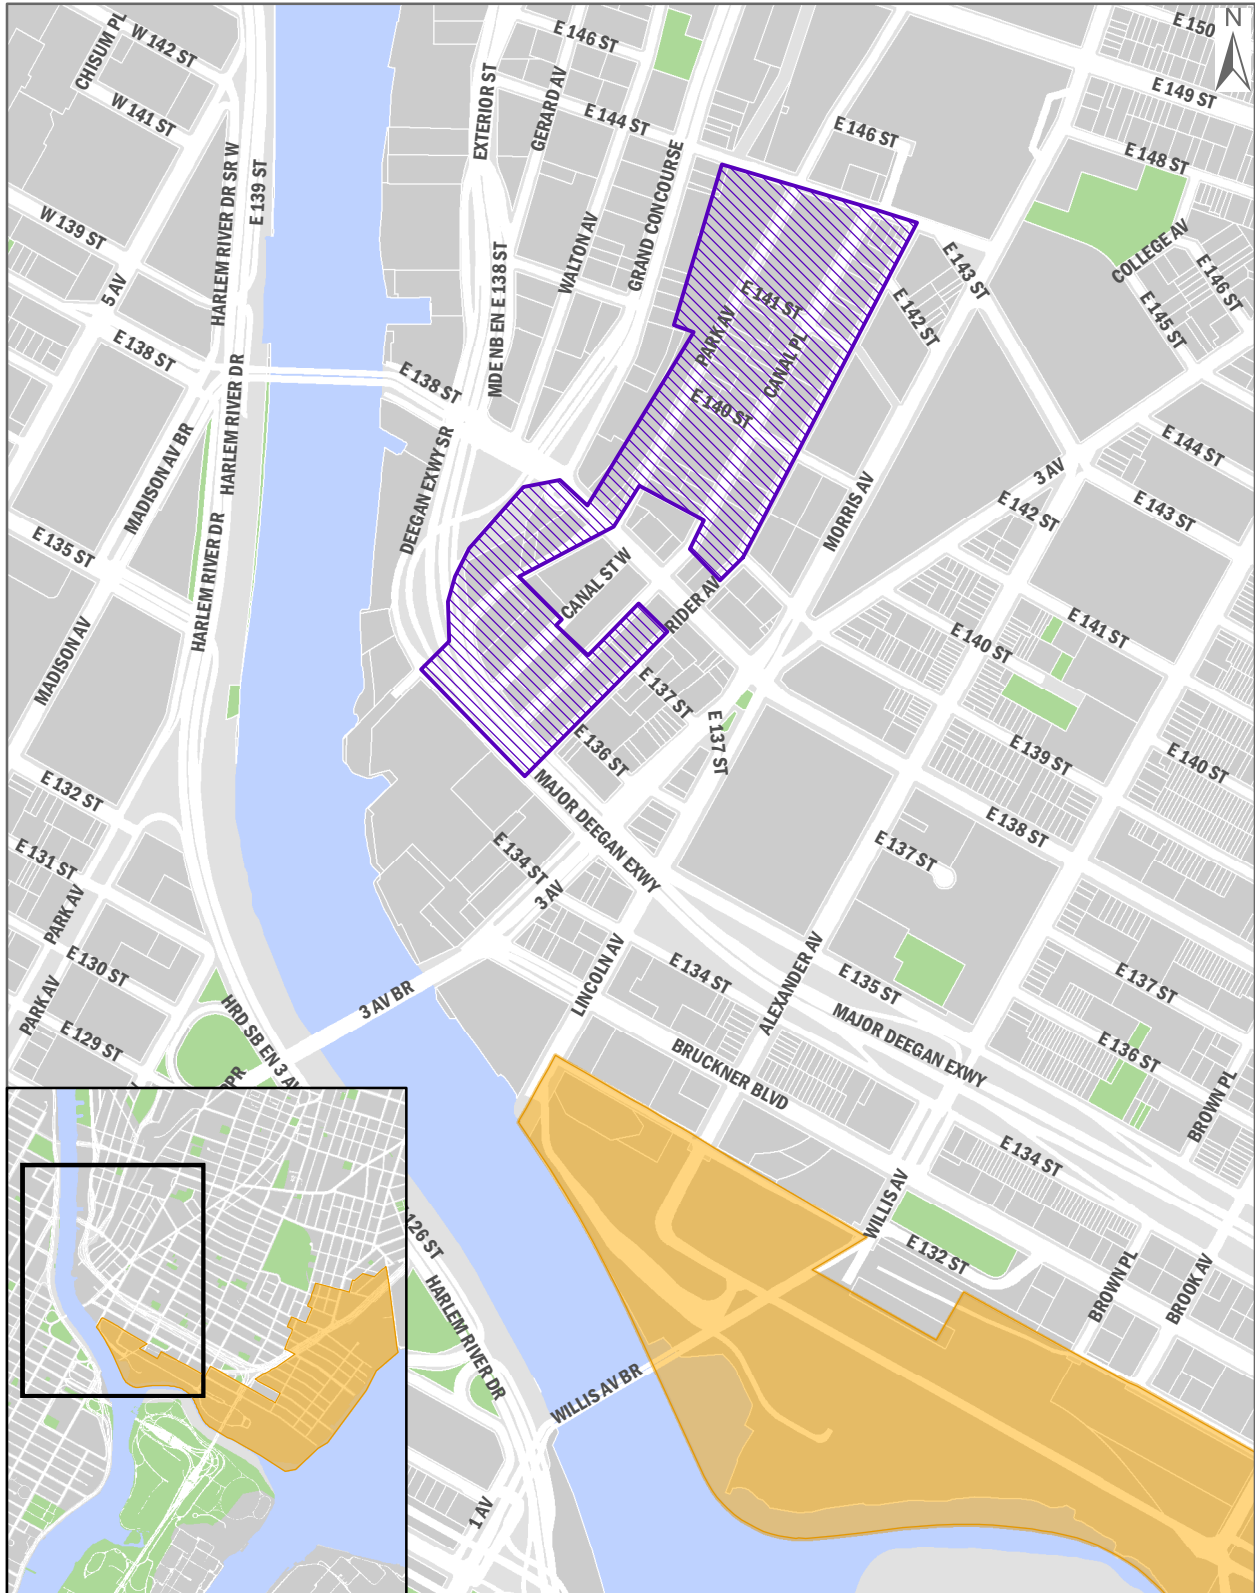 CHISUM PL
W 142 ST
W 141 ST
W 139 ST
5 AV
E 138 ST
HARLEM RIVER DR SR W
E 139 ST
HARLEM RIVER DR
HARLEM RIVER DR
HARLEM RIVER DR
MADISON AV BR
E 135 ST
MADISON AV
E 132 ST
E 131 ST
PARK AV
E 130 ST
PARK AV
E 129 ST
HRD SB EN 3 AV
3 AV BR
E 146 ST
EXTERIOR ST
GERARD AV
E 144 ST
GRAND CONCOURSE
WALTON AV
MDE NB EN E 138 ST
E 138 ST
DEEGAN EXWY SR
E 150
N
E 149 ST
E 146 ST
E 148 ST
COLLEGE AV
E 146 ST
E 145 ST
E 143 ST
E 142 ST
E 141 ST
PARK AV
CANAL PL
E 140 ST
E 144 ST
3 AV
E 143 ST
E 142 ST
MORRIS AV
CANAL ST W
RIDER AV
E 141 ST
E 140 ST
E 137 ST
E 137 ST
E 136 ST
E 139 ST
E 140 ST
MAJOR DEEGAN EXWY
E 138 ST
E 134 ST
3 AV
E 137 ST
LINCOLN AV
E 134 ST
ALEXANDER AV
E 135 ST
E 137 ST
MAJOR DEEGAN EXWY
E 136 ST
BRUCKNER BLVD
BROWN PL
E 134 ST
WILLIS AV
E 132 ST
BROWN PL
BROOK AV
126 ST
HARLEM RIVER DR
WILLIS AV BR
1 AV